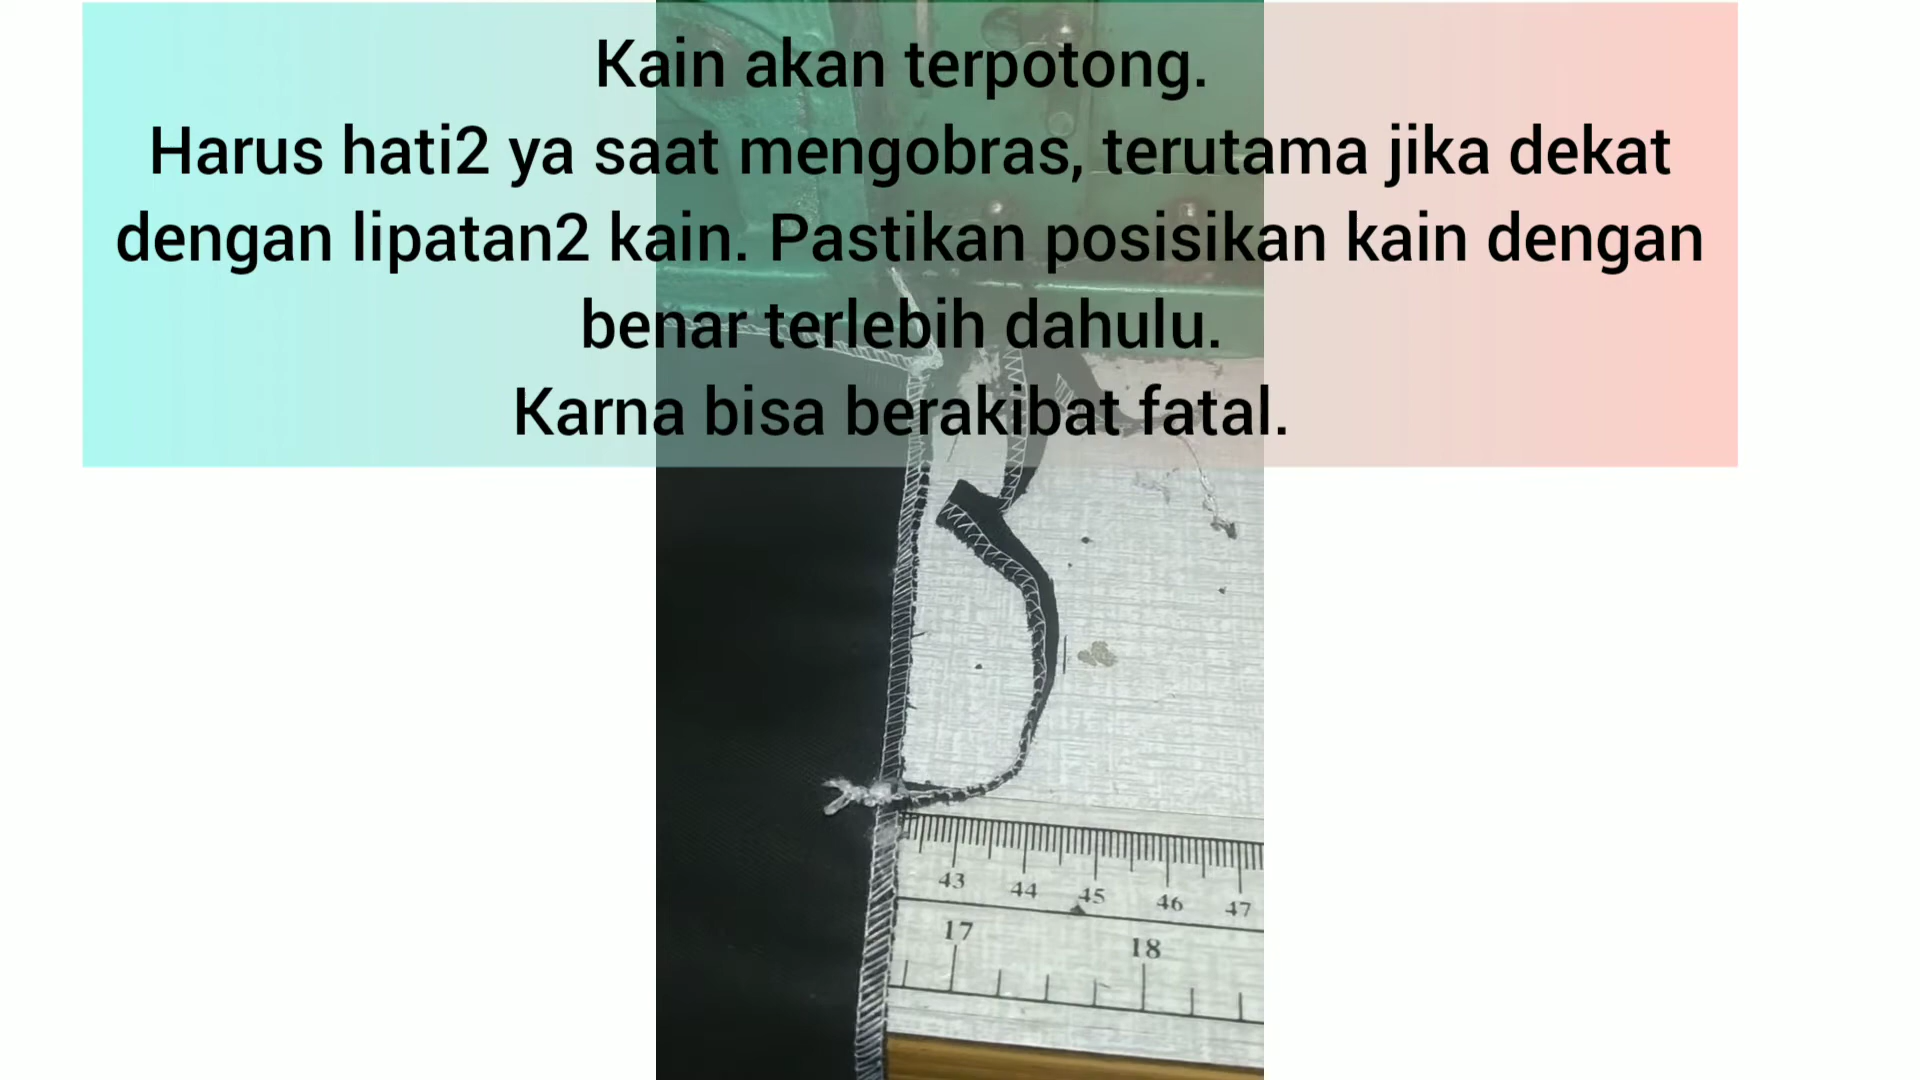 Kain akan terpotong.
Harus hati2 ya saat mengobras, terutama jika dekat
dengan lipatan2 kain. Pastikan posisikan kain dengan
benar terlebih dahulu.
Karna bisa berakibat fatal.
43 44 45 46 47
17 18